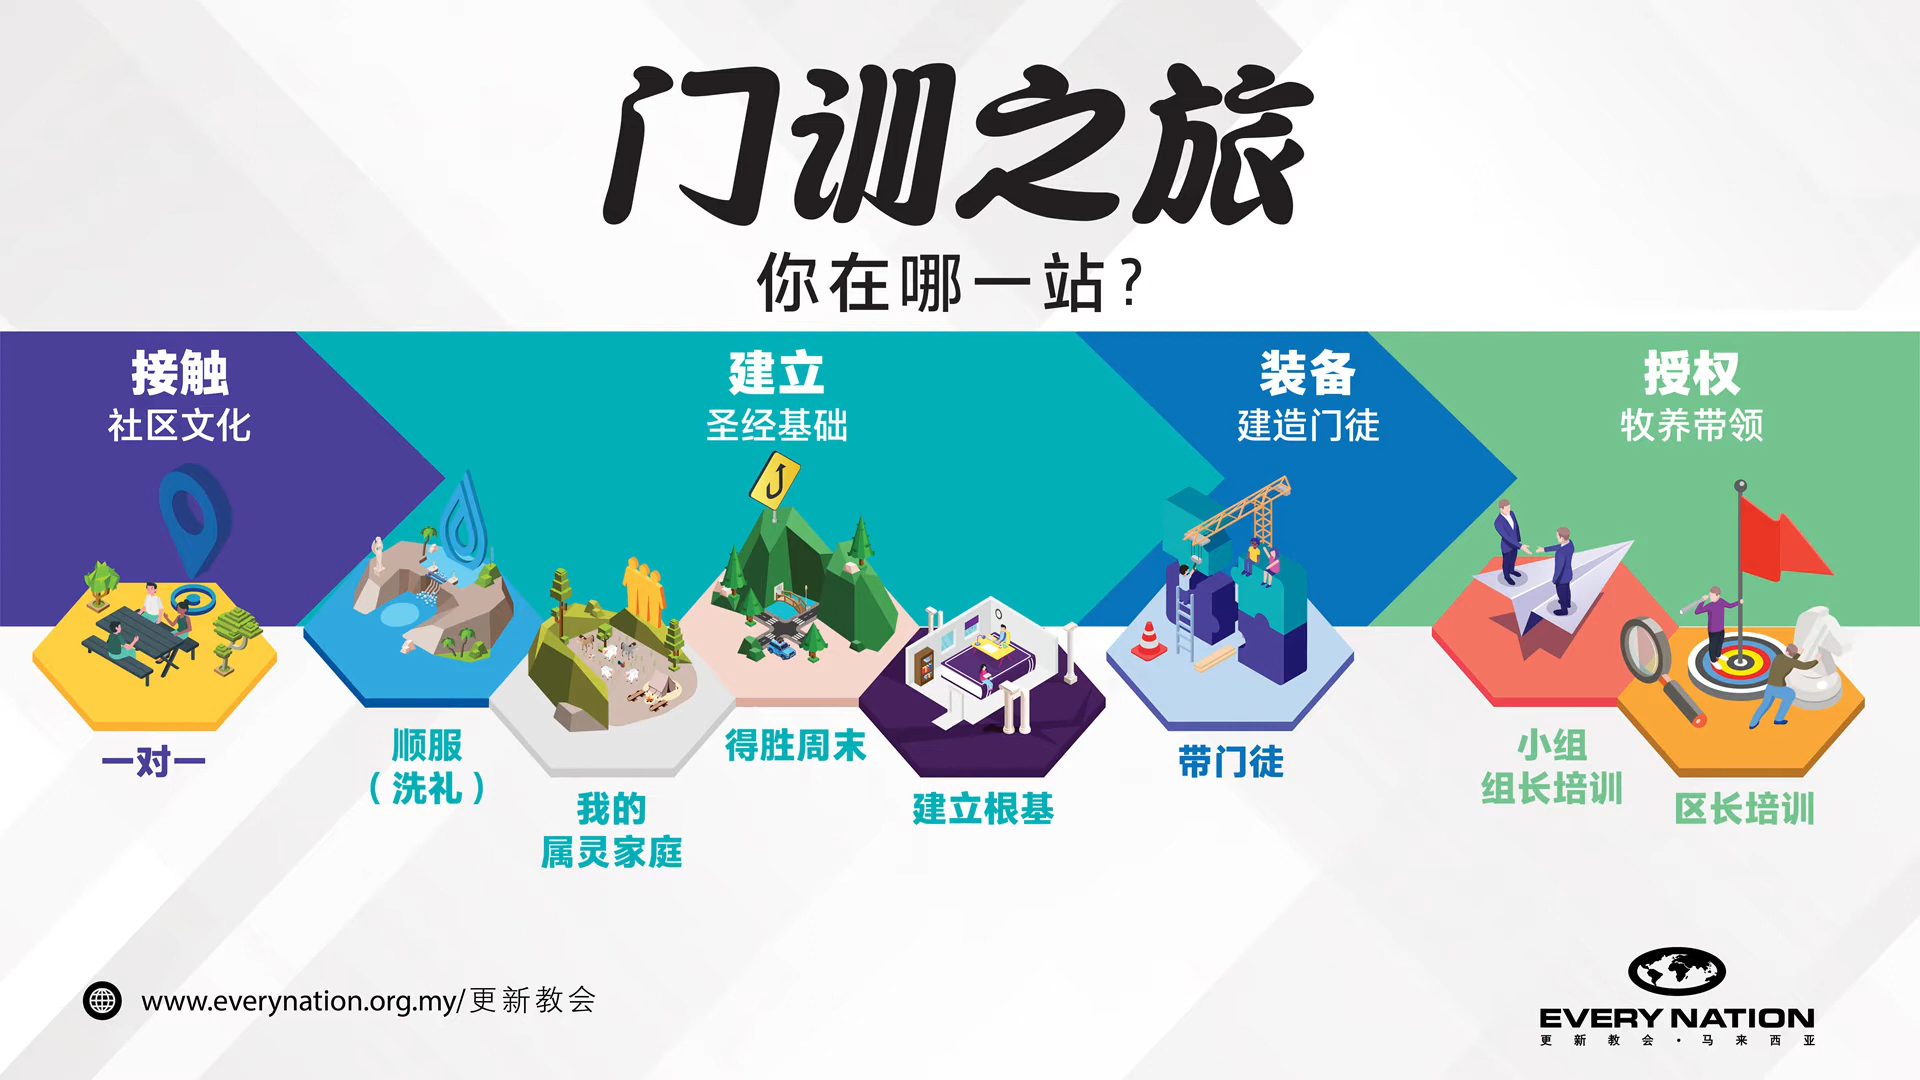 门训之旅
你在哪一站?
接触
社区文化
建立
圣经基础
装备
建造门徒
授权
牧养带领
一对一
顺服
(洗礼)
我的
属灵家庭
得胜周末
建立根基
带门徒
小组
组长培训
区长培训
www.everynation.org.my/更新教会
EVERY NATION
更新教会·马来西亚